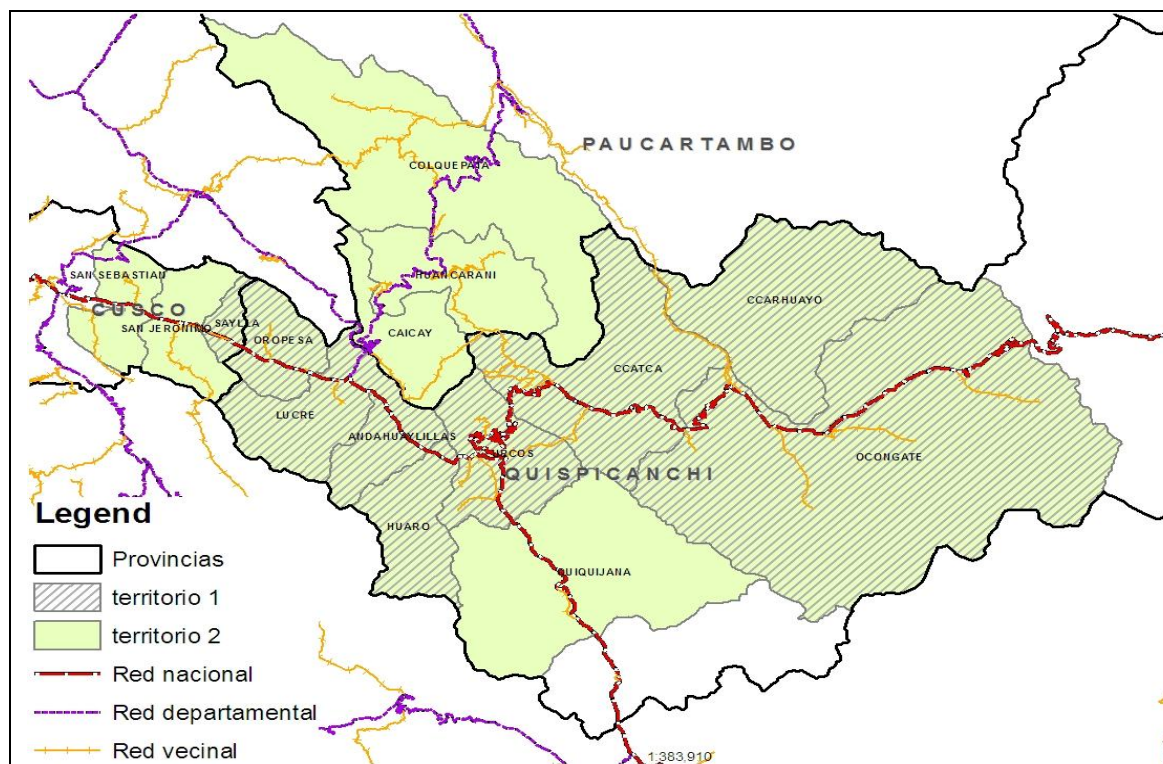 PAUCARTAMBO
COLQUEPATA
HUANCARANI
SAN SEBASTIAN
CCARHUAYO
CUSCO
SAYLLA
SAN JERONIMO
OROPESA
CAICAY
CCATCA
LUCRE
ANDAHUAYLILLAS
URCOS
OCONGATE
QUISPICANCHI
HUARO
QUIQUIJANA
Legend
Provincias
territorio 1
territorio 2
Red nacional
Red departamental
Red vecinal
1:383,910